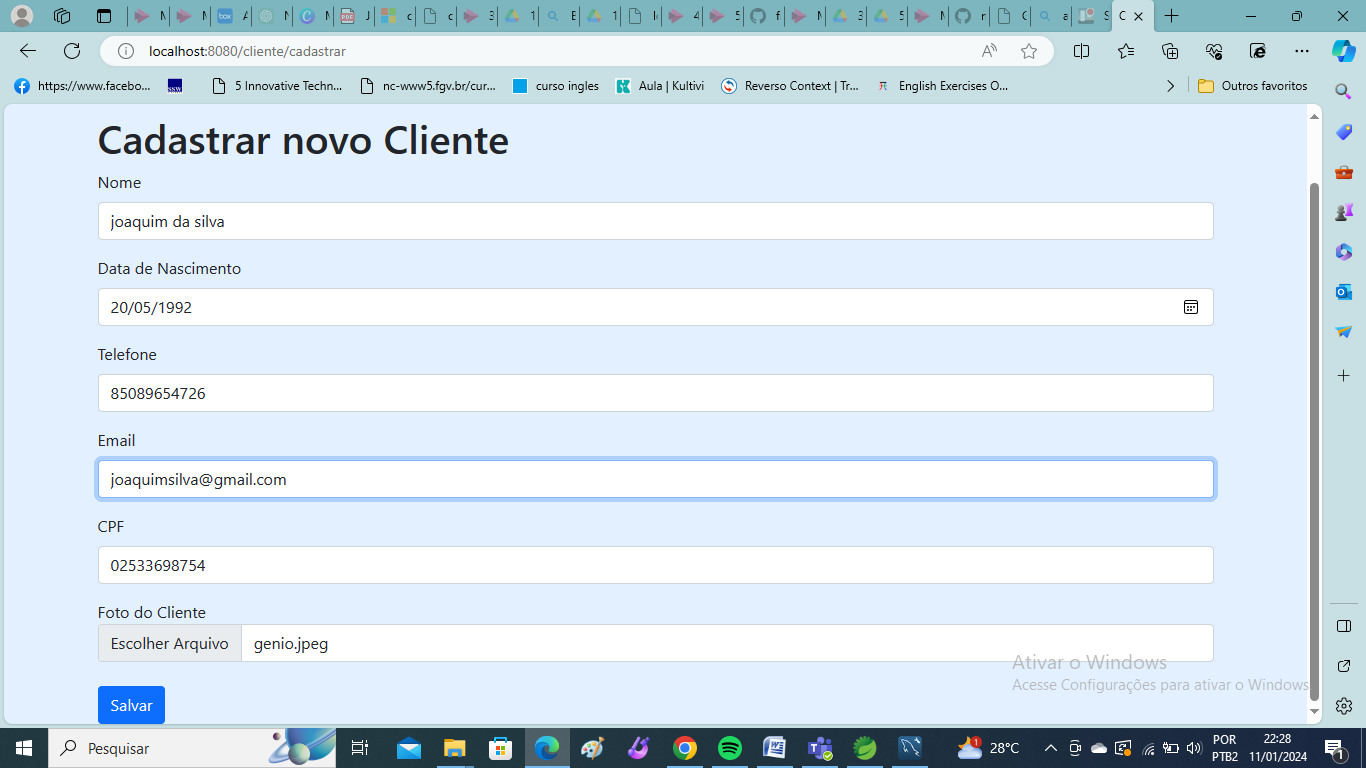 localhost:8080/cliente/cadastrar
https://www.facebo...
ssw
5 Innovative Techn...
nc-www5.fgv.br/cur...
curso ingles
Aula | Kultivi
Reverso Context | Tr...
English Exercises O...
Outros favoritos
Cadastrar novo Cliente
Nome
joaquim da silva
Data de Nascimento
20/05/1992
Telefone
85089654726
Email
joaquimsilva@gmail.com
CPF
02533698754
Foto do Cliente
Escolher Arquivo genio.jpeg
Ativar o Windows
Acesse Configurações para ativar o Windows
Salvar
Pesquisar
1
28°C
POR
PTB2
22:28
11/01/2024
1